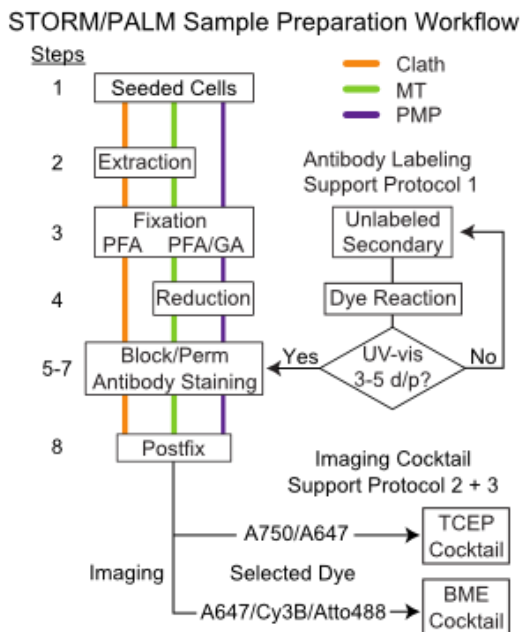 STORM/PALM Sample Preparation Workflow
Steps
Clath
MT
PMP
1
Seeded Cells
2
Extraction
Antibody Labeling
Support Protocol 1
3
Fixation
PFA PFA/GA
Unlabeled
Secondary
4
Reduction
Dye Reaction
5-7
Block/Perm
Antibody Staining
Yes
UV-vis
3-5 d/p?
No
8
Postfix
Imaging Cocktail
Support Protocol 2 + 3
A750/A647
TCEP
Cocktail
Imaging
Selected Dye
A647/Cy3B/Atto488
BME
Cocktail